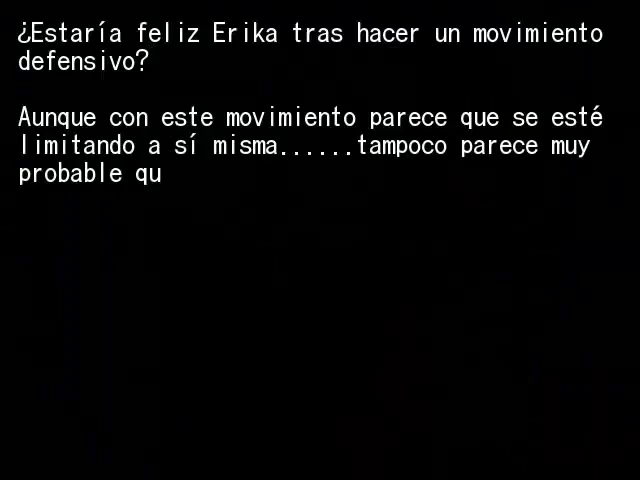 ¿Estaría feliz Erika tras hacer un movimiento
defensivo?
Aunque con este movimiento parece que se esté
limitando a sí misma......tampoco parece muy
probable qu